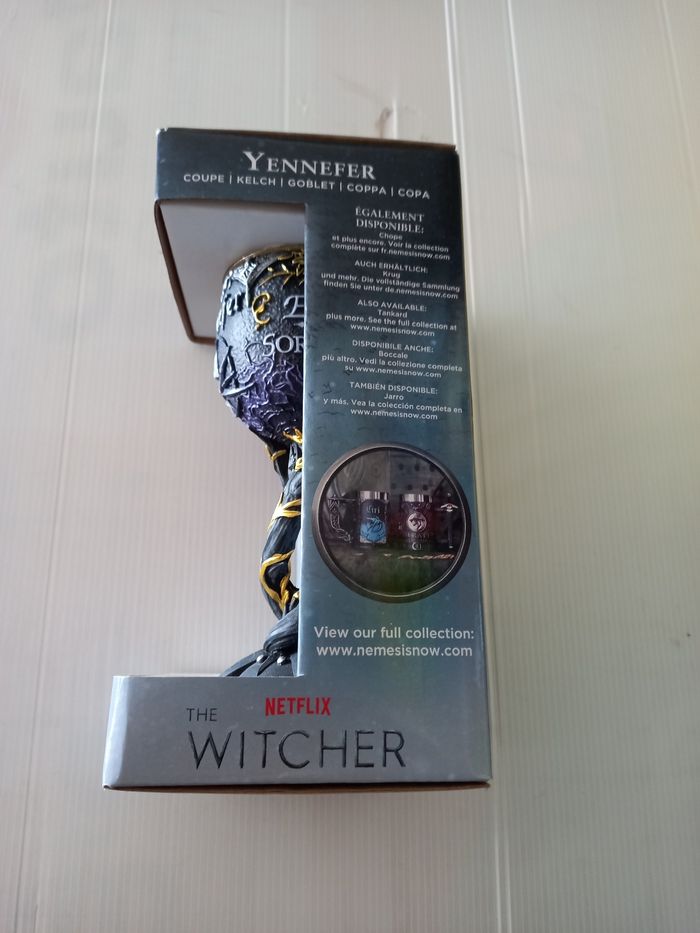 YENNEFER
COUPE | KELCH | GOBLET | COPPA | COPA
ÉGALEMENT
DISPONIBLE:
Chope
et plus encore. Voir la collection
complète sur fr.nemesisnow.com
AUCH ERHÄLTLICH:
Krug
und mehr. Die vollständige Sammlung
finden Sie unter de.nemesisnow.com
ALSO AVAILABLE:
Tankard
plus more. See the full collection at
www.nemesisnow.com
DISPONIBILE ANCHE:
Boccale
più altro. Vedi la collezione completa
su www.nemesisnow.com
TAMBIÉN DISPONIBLE:
Jarro
y más. Vea la colección completa en
www.nemesisnow.com
SOR
Ciri
View our full collection:
www.nemesisnow.com
NETFLIX
THE
WITCHER